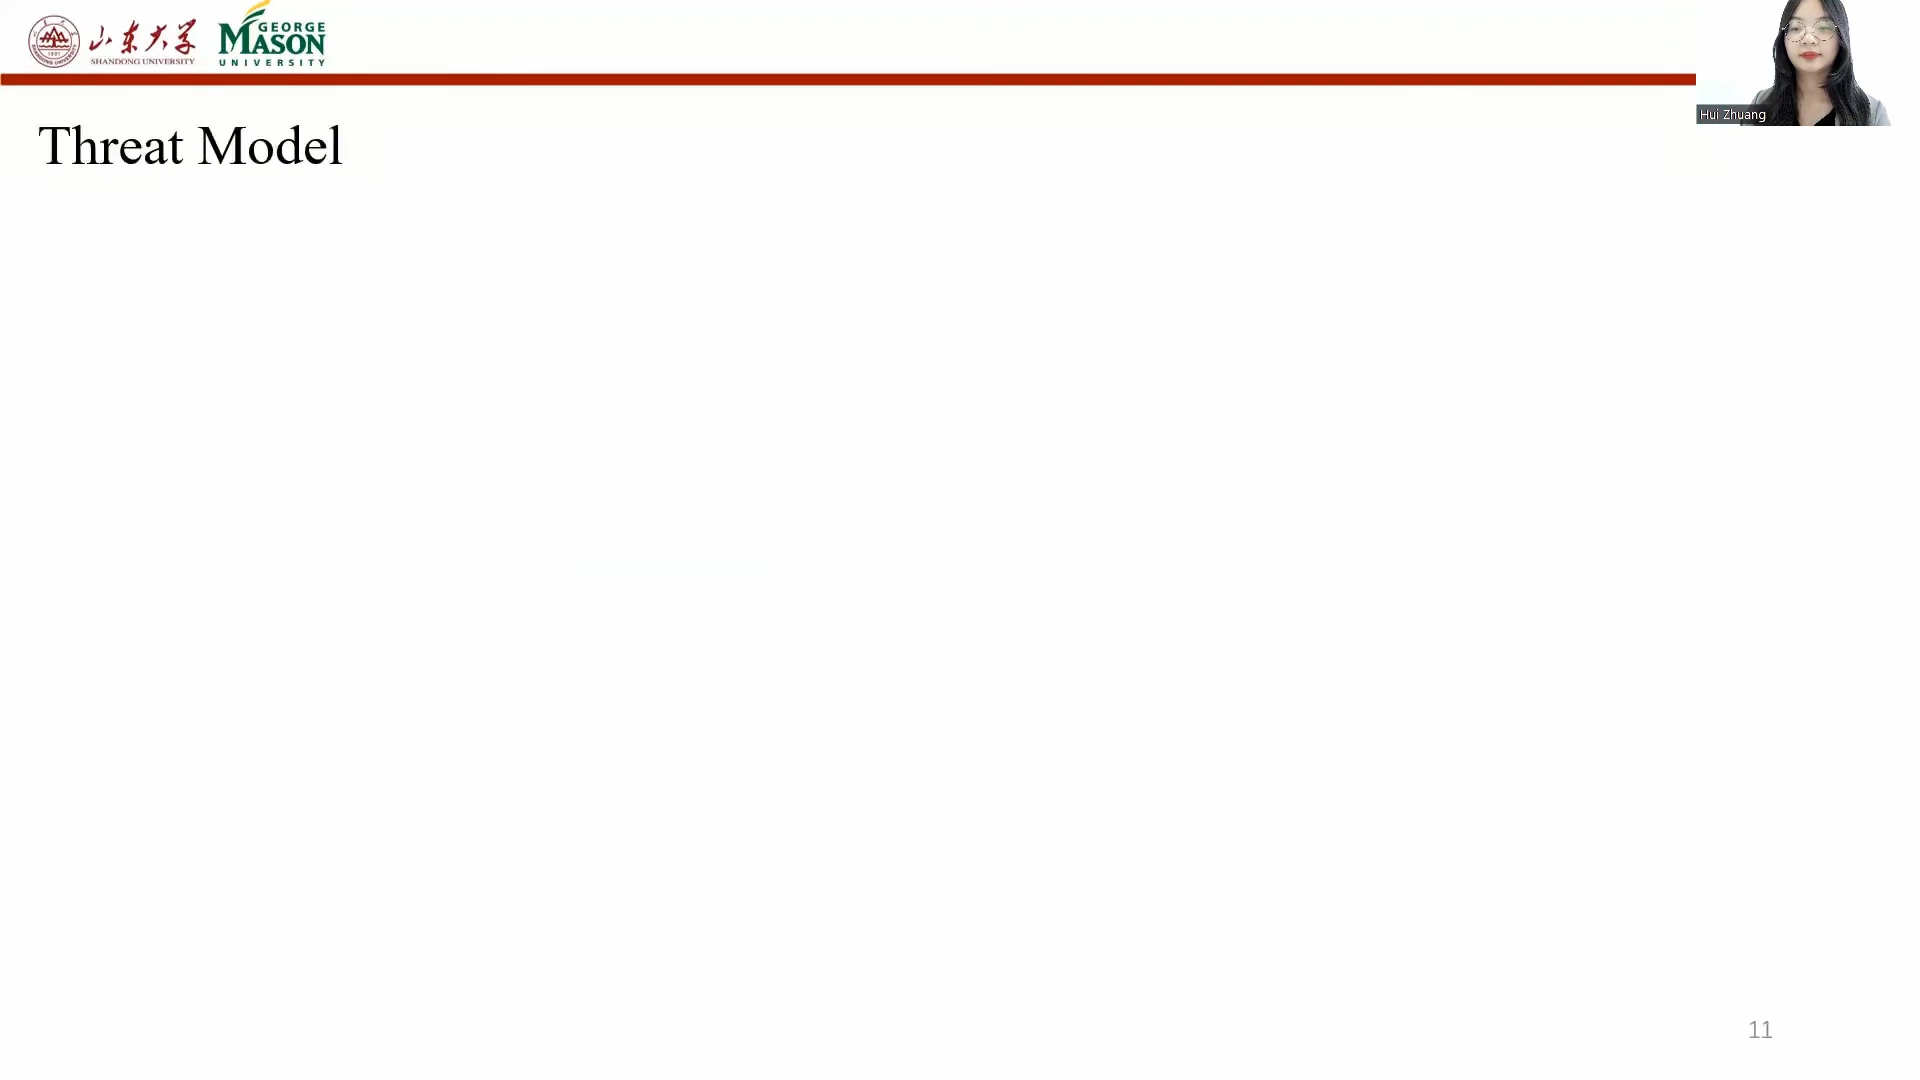 山东大学
SHANDONG UNIVERSITY
GEORGE
MASON
UNIVERSITY
Hui Zhuang
Threat Model
11